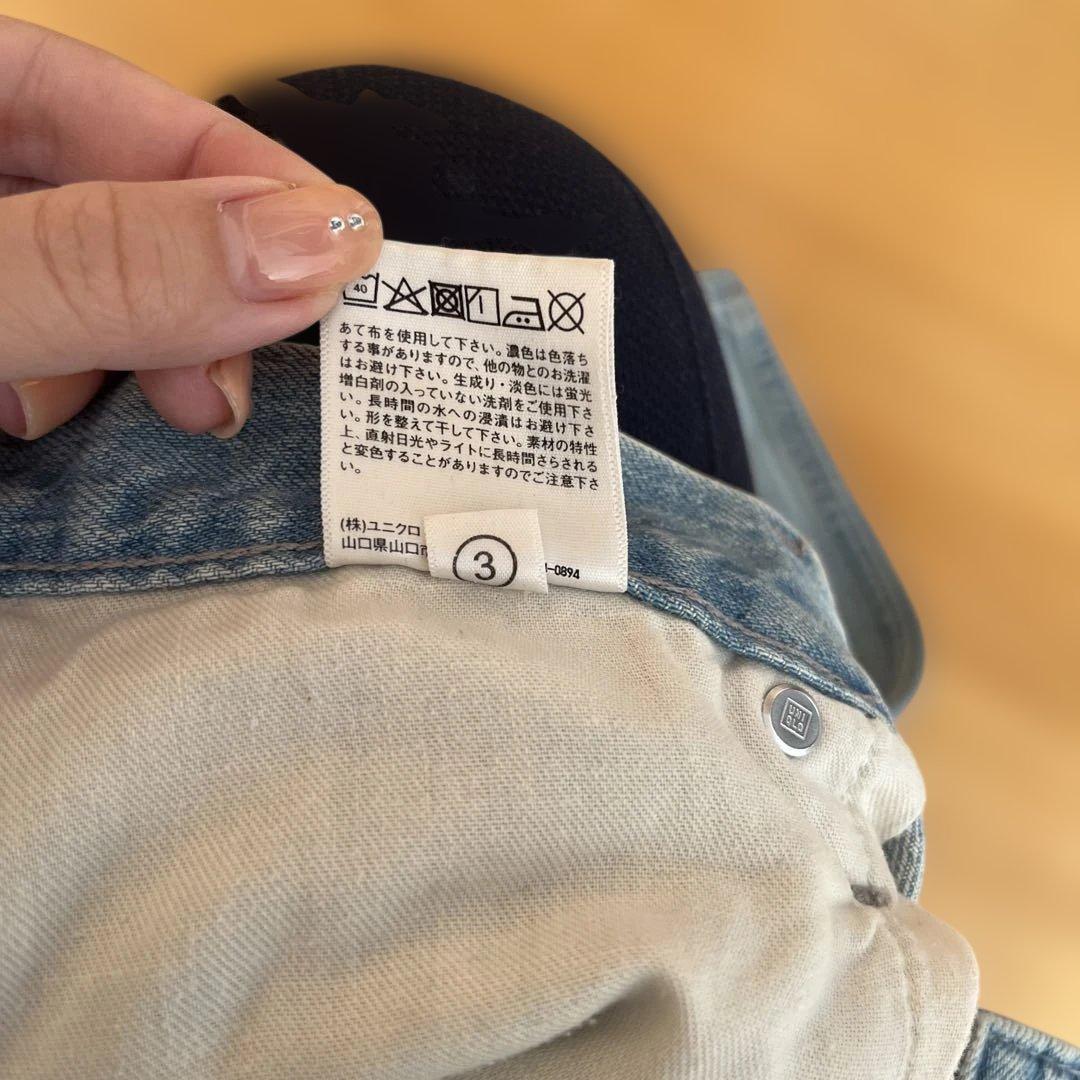 40
あて布を使用して下さい。濃色は色落ち
する事がありますので、他の物とのお洗濯
はお避け下さい。生成り・淡色には蛍光
増白剤の入っていない洗剤をご使用下さ
い。長時間の水への浸漬はお避け下さ
い。形を整えて干して下さい。素材の特性
上、直射日光やライトに長時間さらされる
と変色することがありますのでご注意下さ
い。
(株)ユニクロ
山口県山口市
-0894
3
UNI
QLO